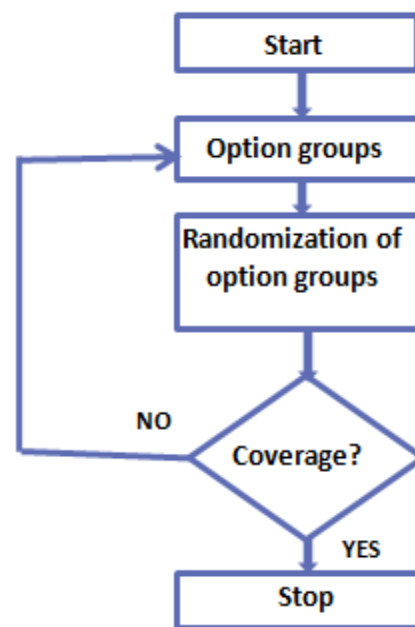 Start
Option groups
Randomization of
option groups
NO
Coverage?
YES
Stop